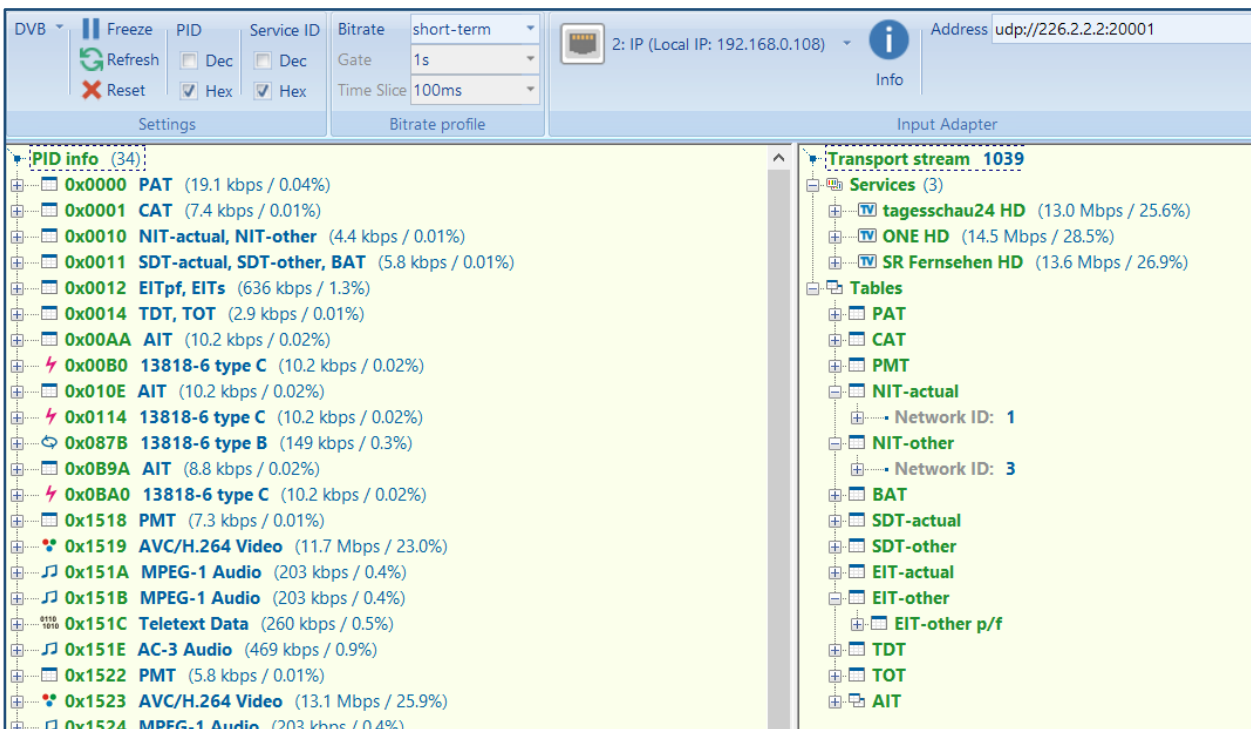 DVB Freeze PID Service ID Bitrate short-term Address udp://226.2.2.2:20001
Refresh Dec Dec Gate 1s 2: IP (Local IP: 192.168.0.108)
Reset Hex Hex Time Slice 100ms Info
Settings Bitrate profile Input Adapter
PID info (34)
0x0000 PAT (19.1 kbps / 0.04%)
0x0001 CAT (7.4 kbps / 0.01%)
0x0010 NIT-actual, NIT-other (4.4 kbps / 0.01%)
0x0011 SDT-actual, SDT-other, BAT (5.8 kbps / 0.01%)
0x0012 EITpf, EITs (636 kbps / 1.3%)
0x0014 TDT, TOT (2.9 kbps / 0.01%)
0x00AA AIT (10.2 kbps / 0.02%)
0x00B0 13818-6 type C (10.2 kbps / 0.02%)
0x010E AIT (10.2 kbps / 0.02%)
0x0114 13818-6 type C (10.2 kbps / 0.02%)
0x087B 13818-6 type B (149 kbps / 0.3%)
0x0B9A AIT (8.8 kbps / 0.02%)
0x0BA0 13818-6 type C (10.2 kbps / 0.02%)
0x1518 PMT (7.3 kbps / 0.01%)
0x1519 AVC/H.264 Video (11.7 Mbps / 23.0%)
0x151A MPEG-1 Audio (203 kbps / 0.4%)
0x151B MPEG-1 Audio (203 kbps / 0.4%)
0x151C Teletext Data (260 kbps / 0.5%)
0x151E AC-3 Audio (469 kbps / 0.9%)
0x1522 PMT (5.8 kbps / 0.01%)
0x1523 AVC/H.264 Video (13.1 Mbps / 25.9%)
0x1524 MPEG-1 Audio (203 kbps / 0.4%)
Transport stream 1039
Services (3)
TV tagesschau24 HD (13.0 Mbps / 25.6%)
TV ONE HD (14.5 Mbps / 28.5%)
TV SR Fernsehen HD (13.6 Mbps / 26.9%)
Tables
PAT
CAT
PMT
NIT-actual
Network ID: 1
NIT-other
Network ID: 3
BAT
SDT-actual
SDT-other
EIT-actual
EIT-other
EIT-other p/f
TDT
TOT
AIT